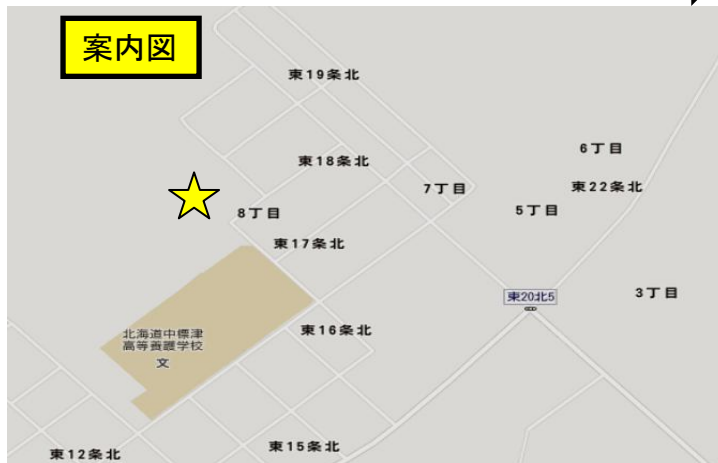 案内図
東19条北
6丁目
東18条北
7丁目
東22条北
8丁目
5丁目
東17条北
東20北5
3丁目
北海道中標津
高等養護学校
文
東16条北
東15条北
東12条北